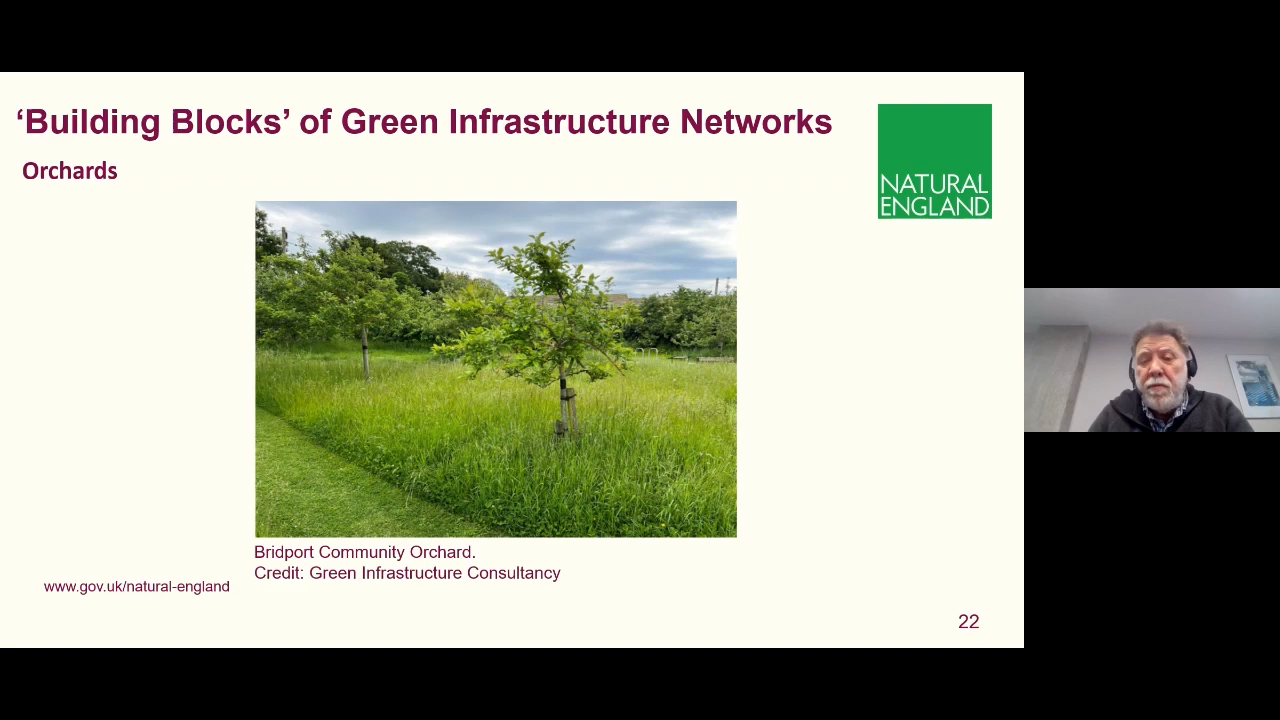 ‘Building Blocks’ of Green Infrastructure Networks
Orchards
NATURAL
ENGLAND
Bridport Community Orchard.
Credit: Green Infrastructure Consultancy
www.gov.uk/natural-england
22